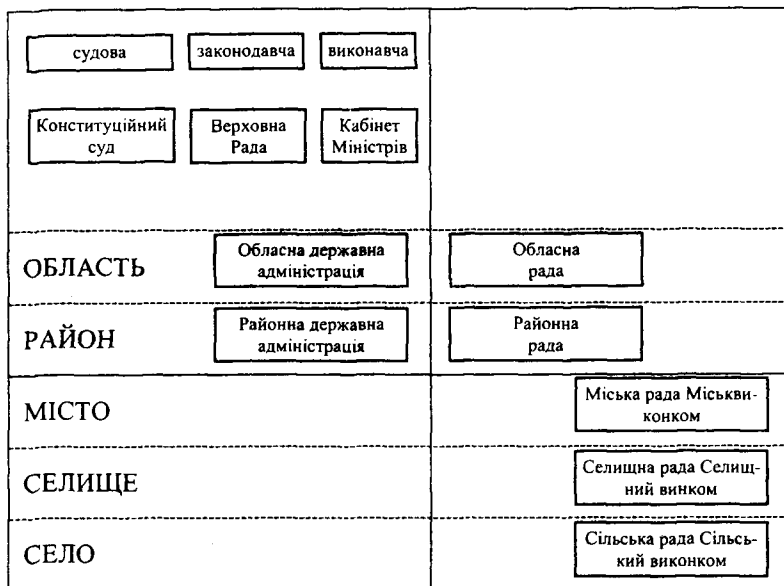 судова законодавча виконавча
Конституційний
суд
Верховна
Рада
Кабінет
Міністрів
ОБЛАСТЬ
Обласна державна
адміністрація
Обласна
рада
РАЙОН
Районна державна
адміністрація
Районна
рада
МІСТО
Міська рада Міськви-
конком
СЕЛИЩЕ
Селищна рада Селищ-
ний винком
СЕЛО
Сільська рада Сільсь-
кий виконком